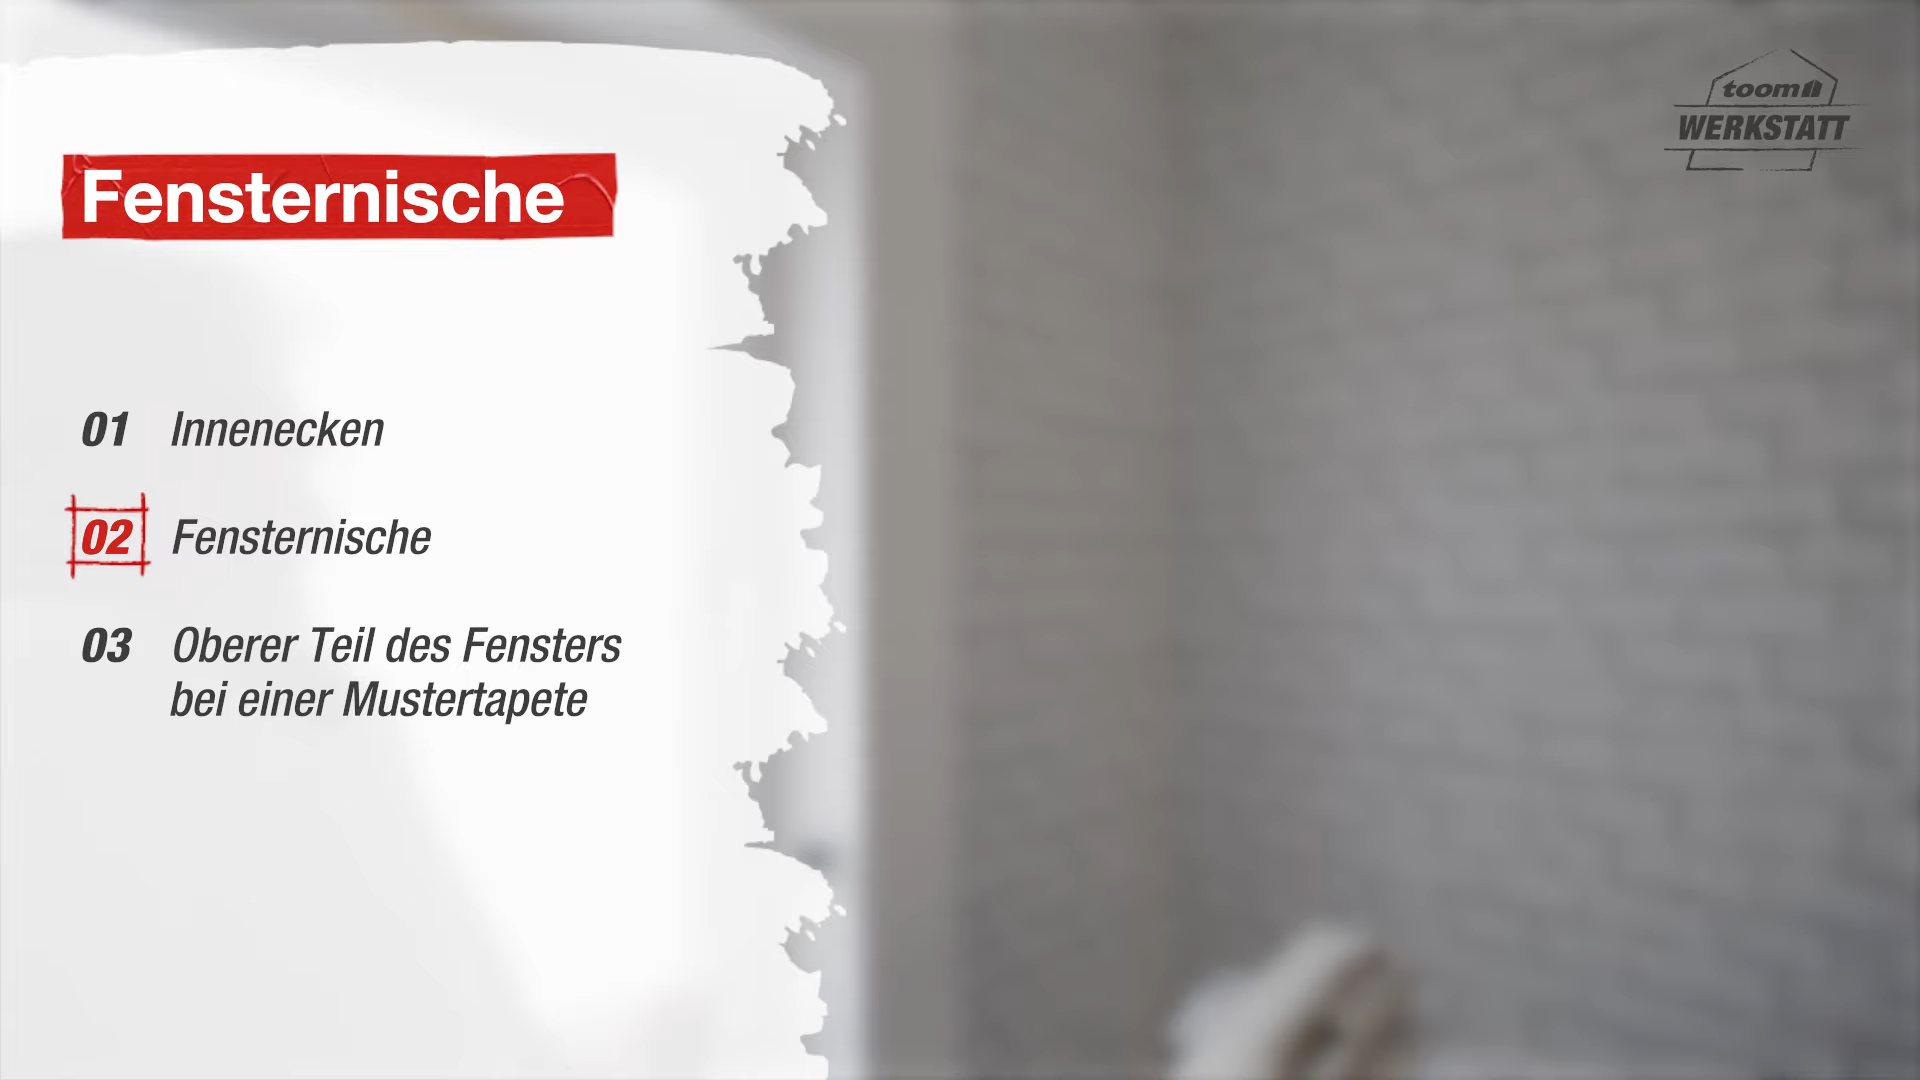 toom
WERKSTATT
Fensternische
01 Innenecken
02 Fensternische
03 Oberer Teil des Fensters
bei einer Mustertapete